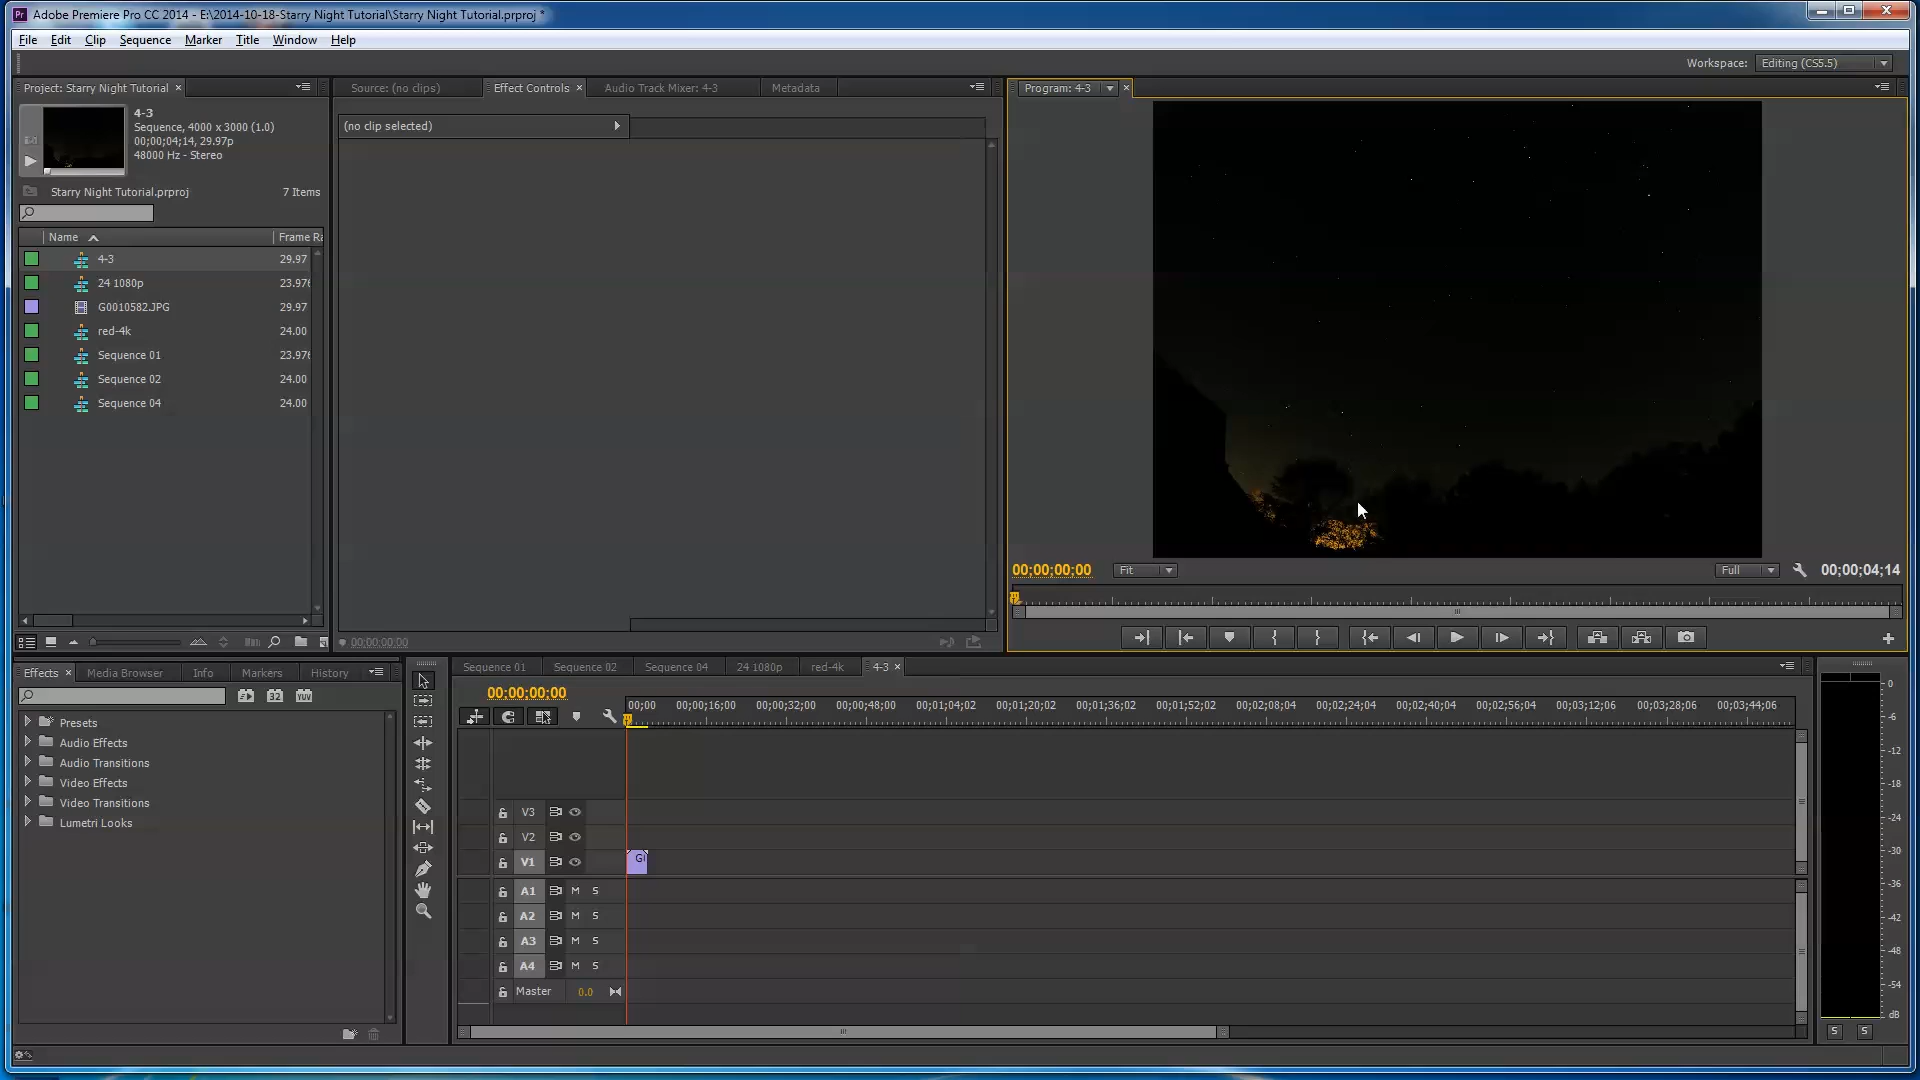 Adobe Premiere Pro CC 2014 - E:\2014-10-18-Starry Night Tutorial\Starry Night Tutorial.prproj *
File Edit Clip Sequence Marker Title Window Help
Workspace: Editing (CS5.5)
Project: Starry Night Tutorial ×
4-3
Sequence, 4000 x 3000 (1.0)
00;00;04;14, 29.97p
48000 Hz - Stereo
Starry Night Tutorial.prproj 7 Items
Name Frame Ra
4-3 29.97
24 1080p 23.976
G0010582.JPG 29.97
red-4k 24.00
Sequence 01 23.976
Sequence 02 24.00
Sequence 04 24.00
Source: (no clips) Effect Controls × Audio Track Mixer: 4-3 Metadata
(no clip selected)
00;00;00;00
Program: 4-3 ×
00;00;00;00 Fit Full 00;00;04;14
Effects × Media Browser Info Markers History
32 YUV
Presets
Audio Effects
Audio Transitions
Video Effects
Video Transitions
Lumetri Looks
Sequence 01 Sequence 02 Sequence 04 24 1080p red-4k 4-3 ×
00;00;00;00
00;00 00;00;16;00 00;00;32;00 00;00;48;00 00;01;04;02 00;01;20;02 00;01;36;02 00;01;52;02 00;02;08;04 00;02;24;04 00;02;40;04 00;02;56;04 00;03;12;06 00;03;28;06 00;03;44;06
V3
V2
V1 G
A1 M S
A2 M S
A3 M S
A4 M S
Master 0.0
0
-6
-12
-18
-24
-30
-36
-42
-48
-54
dB
S S